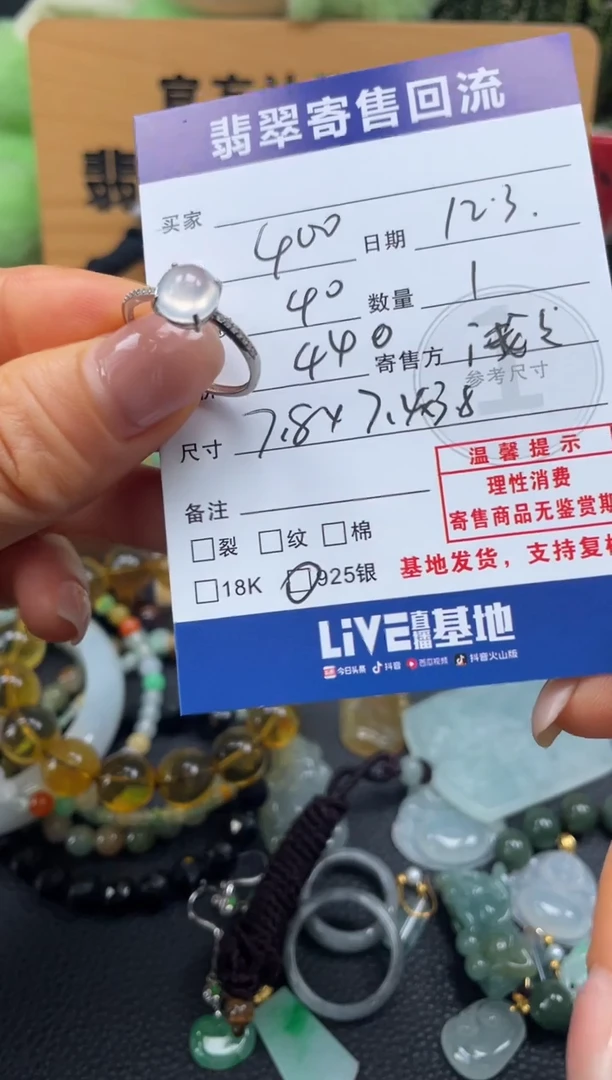 翡翠寄售回流
买家
400 日期 12.3.
40 数量 1
440 寄售方
参考尺寸
尺寸 7.8×7.4×3.8
温馨提示
理性消费
备注
寄售商品无鉴赏期
裂 纹 棉
18K 925银
基地发货，支持复检
LiVE直播基地
今日头条 抖音 西瓜视频 抖音火山版